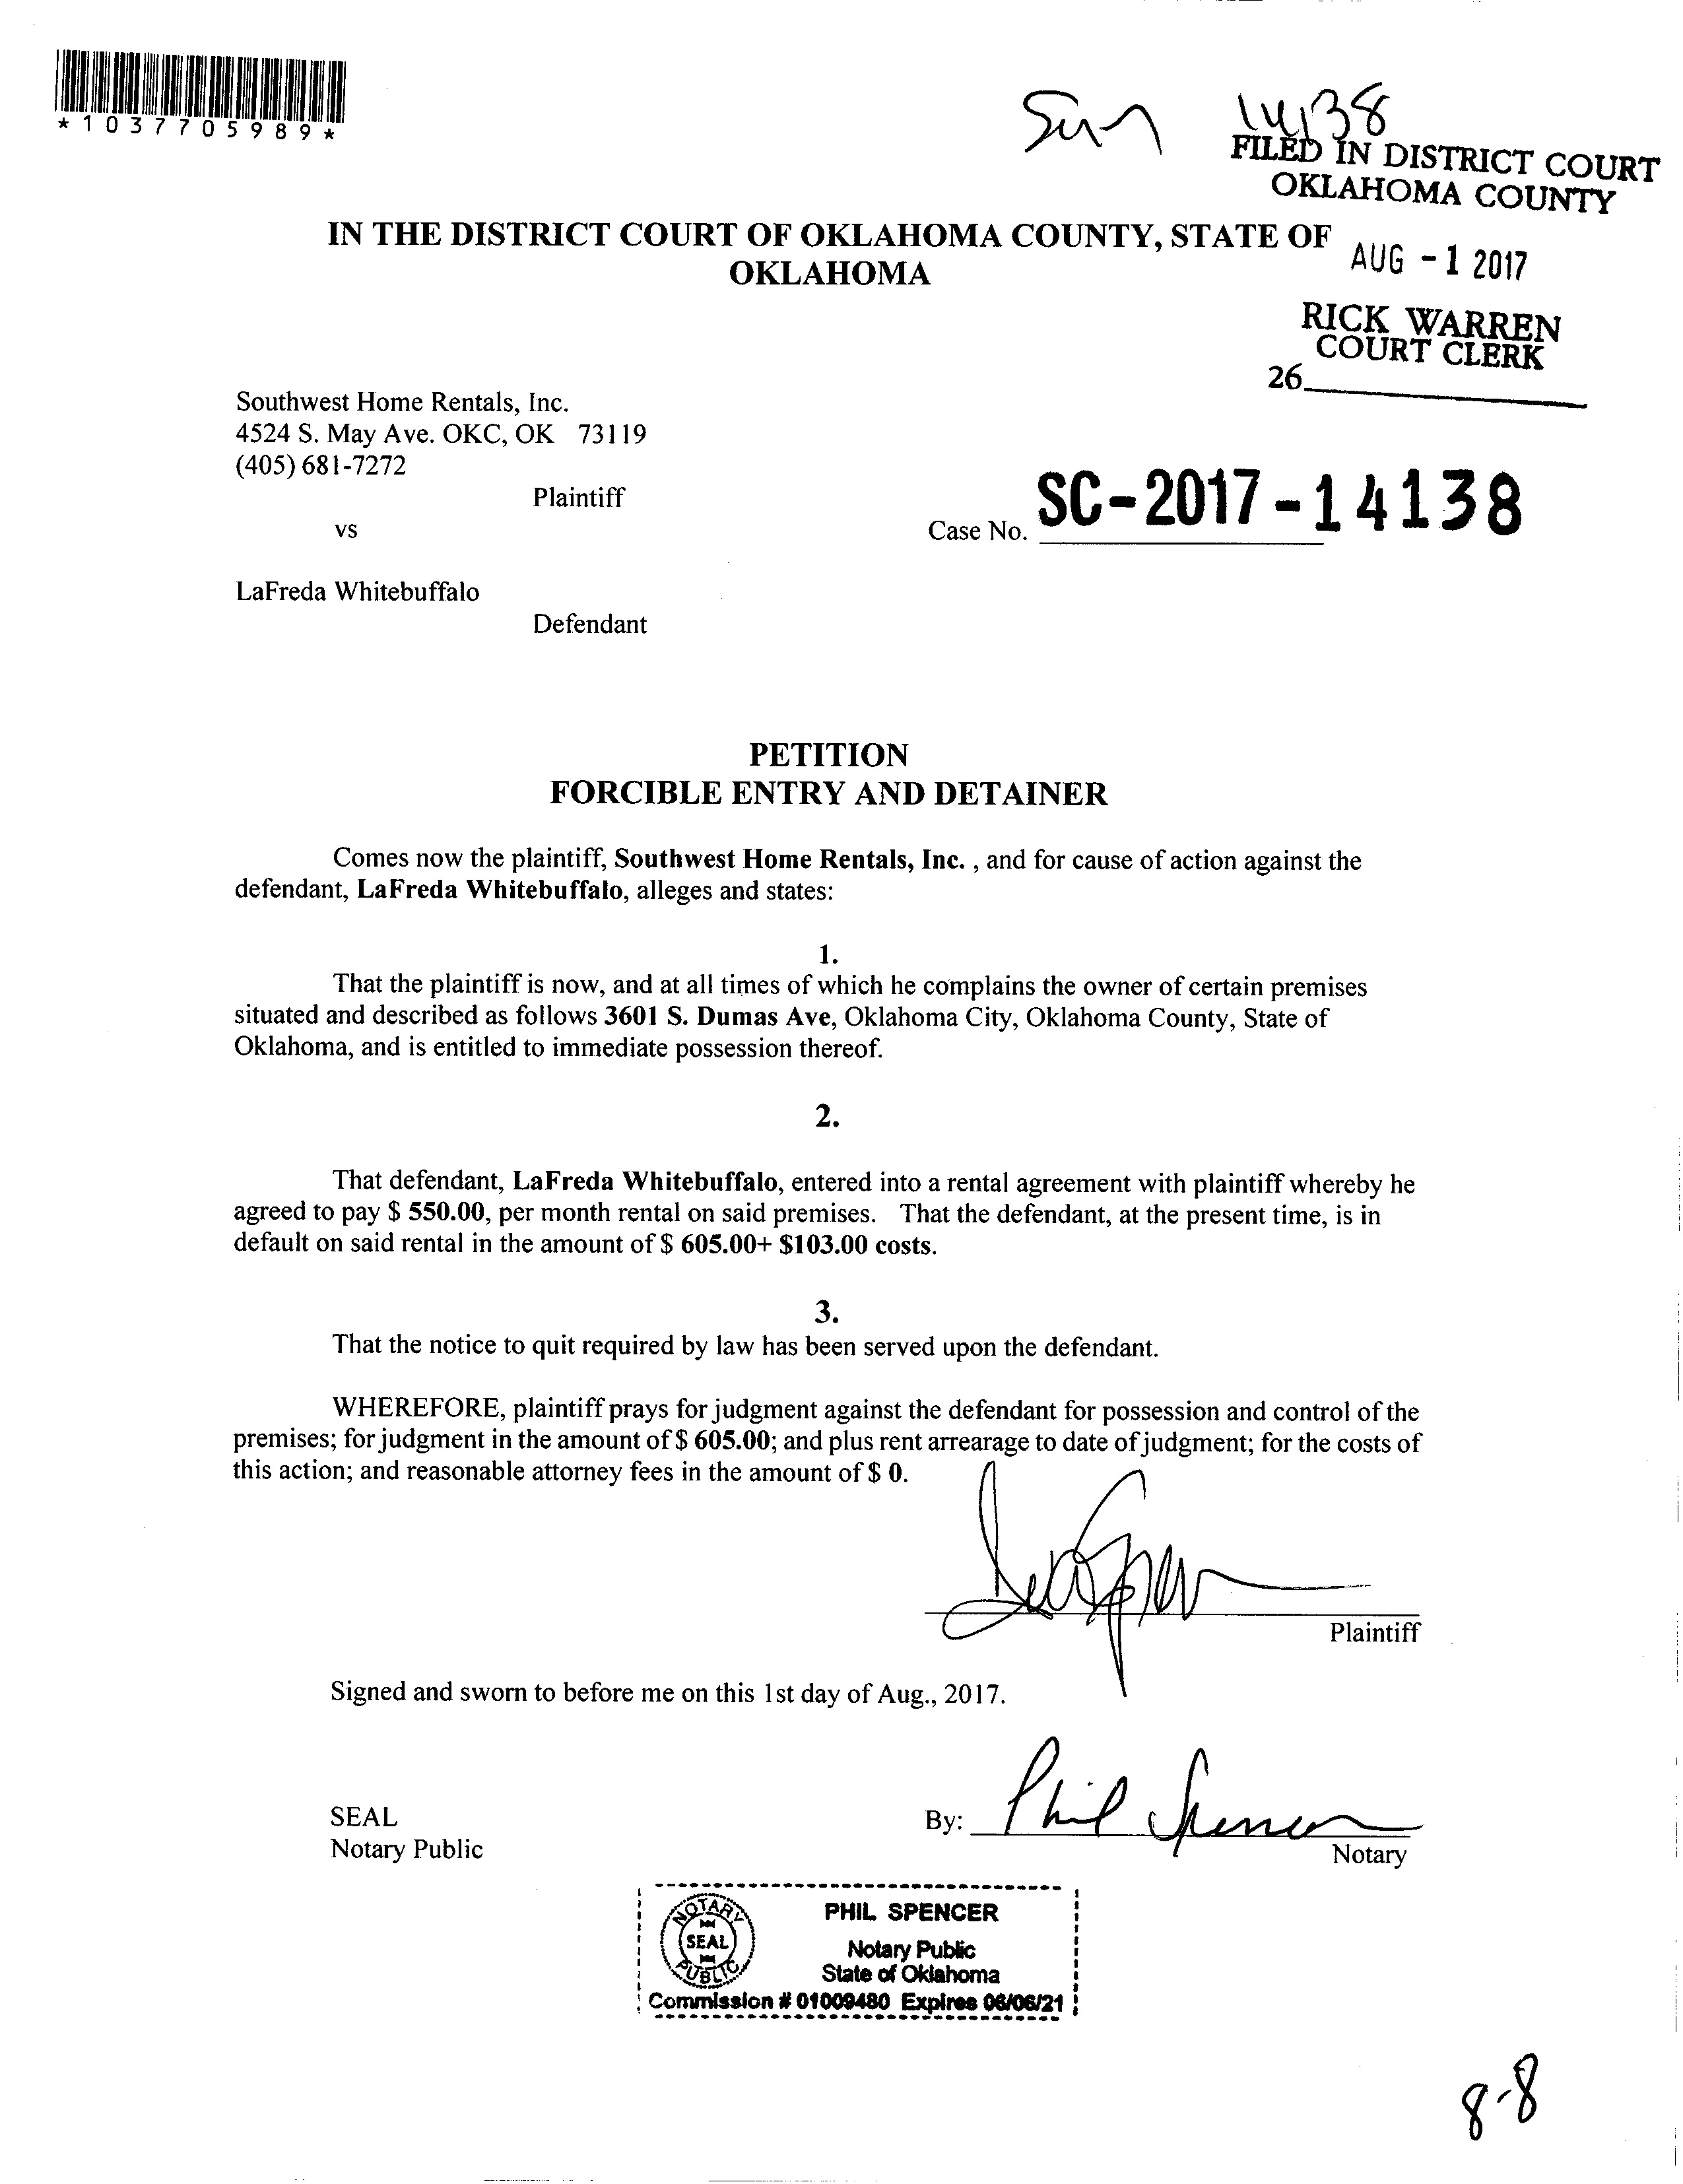 *1037705989*
Sm 14138
FILED IN DISTRICT COURT
OKLAHOMA COUNTY
IN THE DISTRICT COURT OF OKLAHOMA COUNTY, STATE OF
OKLAHOMA
AUG - 1 2017
RICK WARREN
COURT CLERK
26
Southwest Home Rentals, Inc.
4524 S. May Ave. OKC, OK 73119
(405) 681-7272
Plaintiff
vs
Case No. SC-2017-14138
LaFreda Whitebuffalo
Defendant
PETITION
FORCIBLE ENTRY AND DETAINER
Comes now the plaintiff, Southwest Home Rentals, Inc. , and for cause of action against the
defendant, LaFreda Whitebuffalo, alleges and states:
1.
That the plaintiff is now, and at all times of which he complains the owner of certain premises
situated and described as follows 3601 S. Dumas Ave, Oklahoma City, Oklahoma County, State of
Oklahoma, and is entitled to immediate possession thereof.
2.
That defendant, LaFreda Whitebuffalo, entered into a rental agreement with plaintiff whereby he
agreed to pay $ 550.00, per month rental on said premises. That the defendant, at the present time, is in
default on said rental in the amount of $ 605.00+ $103.00 costs.
3.
That the notice to quit required by law has been served upon the defendant.
WHEREFORE, plaintiff prays for judgment against the defendant for possession and control of the
premises; for judgment in the amount of $ 605.00; and plus rent arrearage to date of judgment; for the costs of
this action; and reasonable attorney fees in the amount of $ 0.
Plaintiff
Signed and sworn to before me on this 1st day of Aug., 2017.
SEAL
By: Phil Spencer
Notary Public
Notary
NOTARY
SEAL
PUBLIC
PHIL SPENCER
Notary Public
State of Oklahoma
Commission # 01009480 Expires 06/06/21
8-8